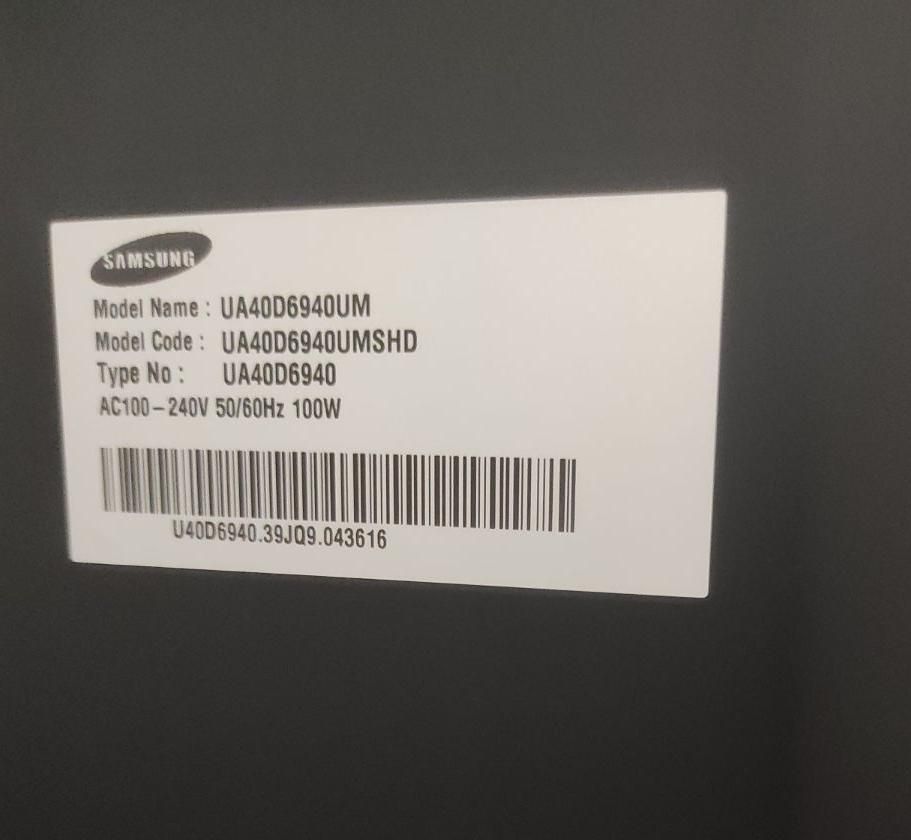 SAMSUNG
Model Name : UA40D6940UM
Model Code : UA40D6940UMSHD
Type No : UA40D6940
AC100-240V 50/60Hz 100W
U40D6940.39JQ9.043616